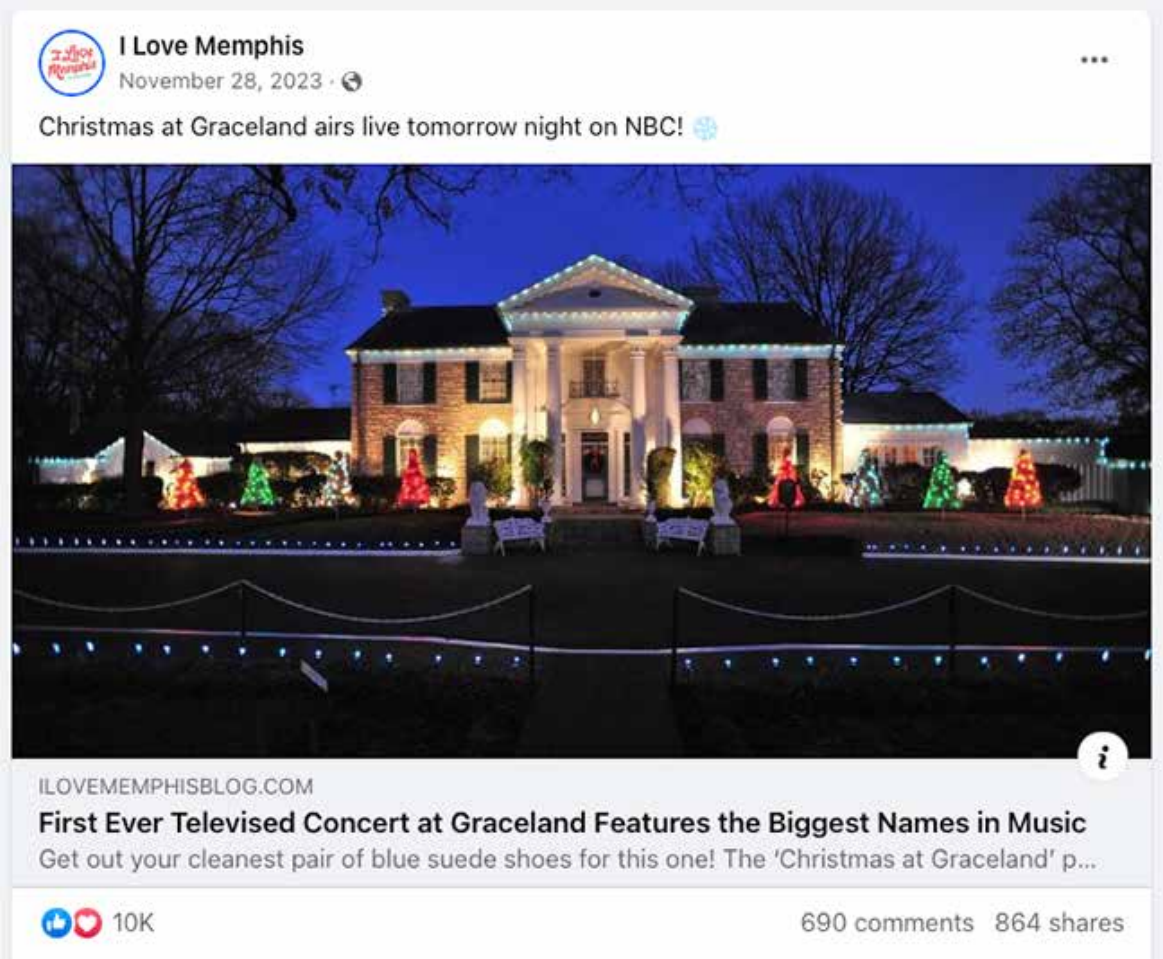 I Love Memphis
I Love
Memphis
November 28, 2023 ·
Christmas at Graceland airs live tomorrow night on NBC!
i
ILOVEMEMPHISBLOG.COM
First Ever Televised Concert at Graceland Features the Biggest Names in Music
Get out your cleanest pair of blue suede shoes for this one! The 'Christmas at Graceland' p...
10K
690 comments 864 shares